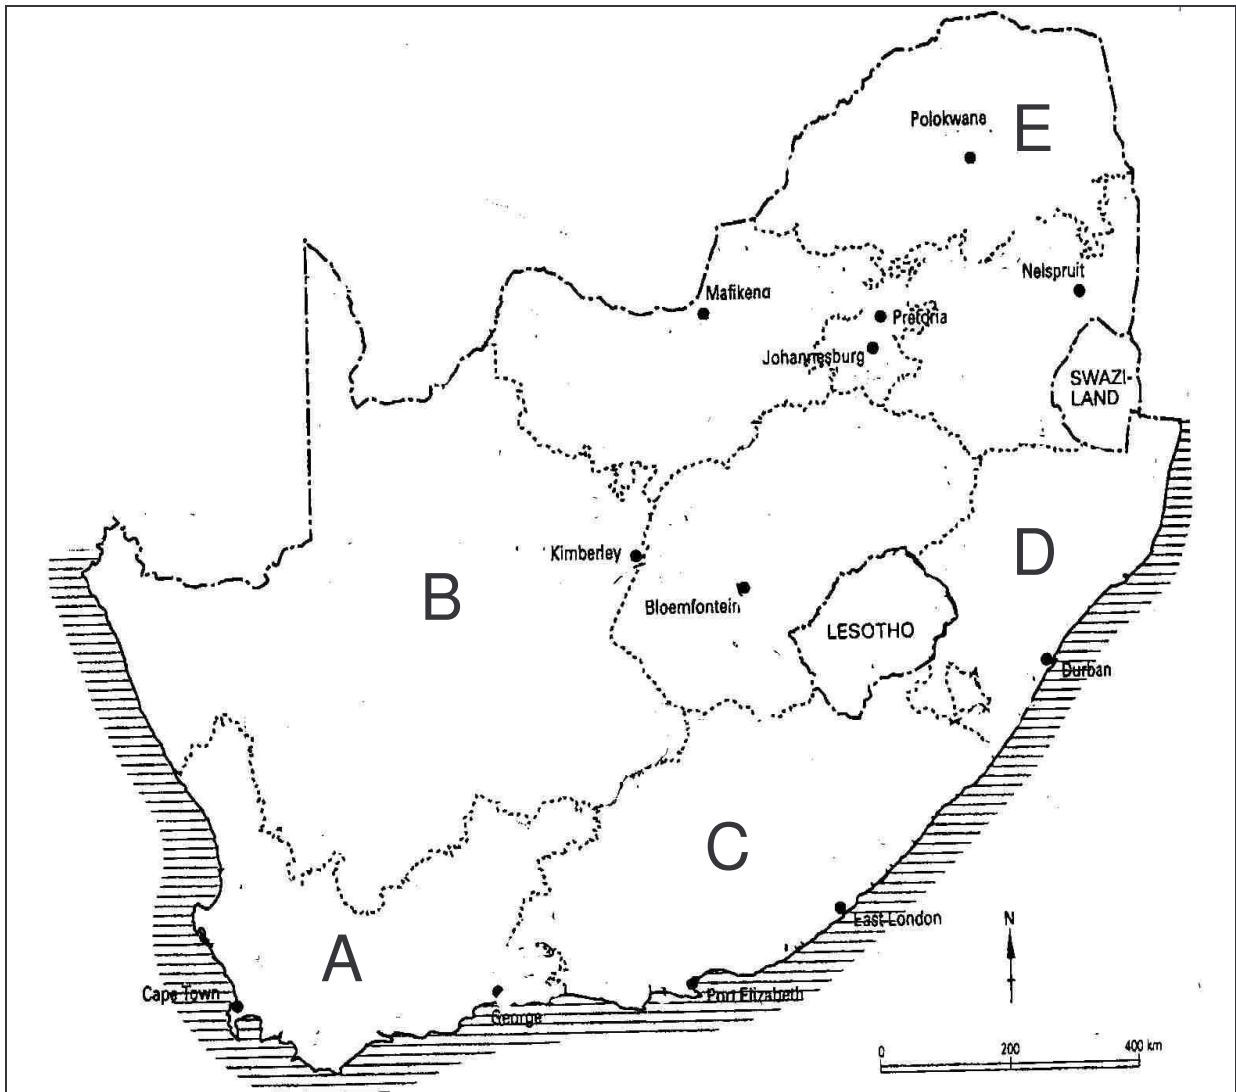 E
Polokwane
Nelspruit
Mafikeng
Pretoria
Johannesburg
SWAZI-
LAND
Kimberley
B
D
Bloemfontein
LESOTHO
Durban
C
East London
N
A
Cape Town
Port Elizabeth
George
0 200 400 km